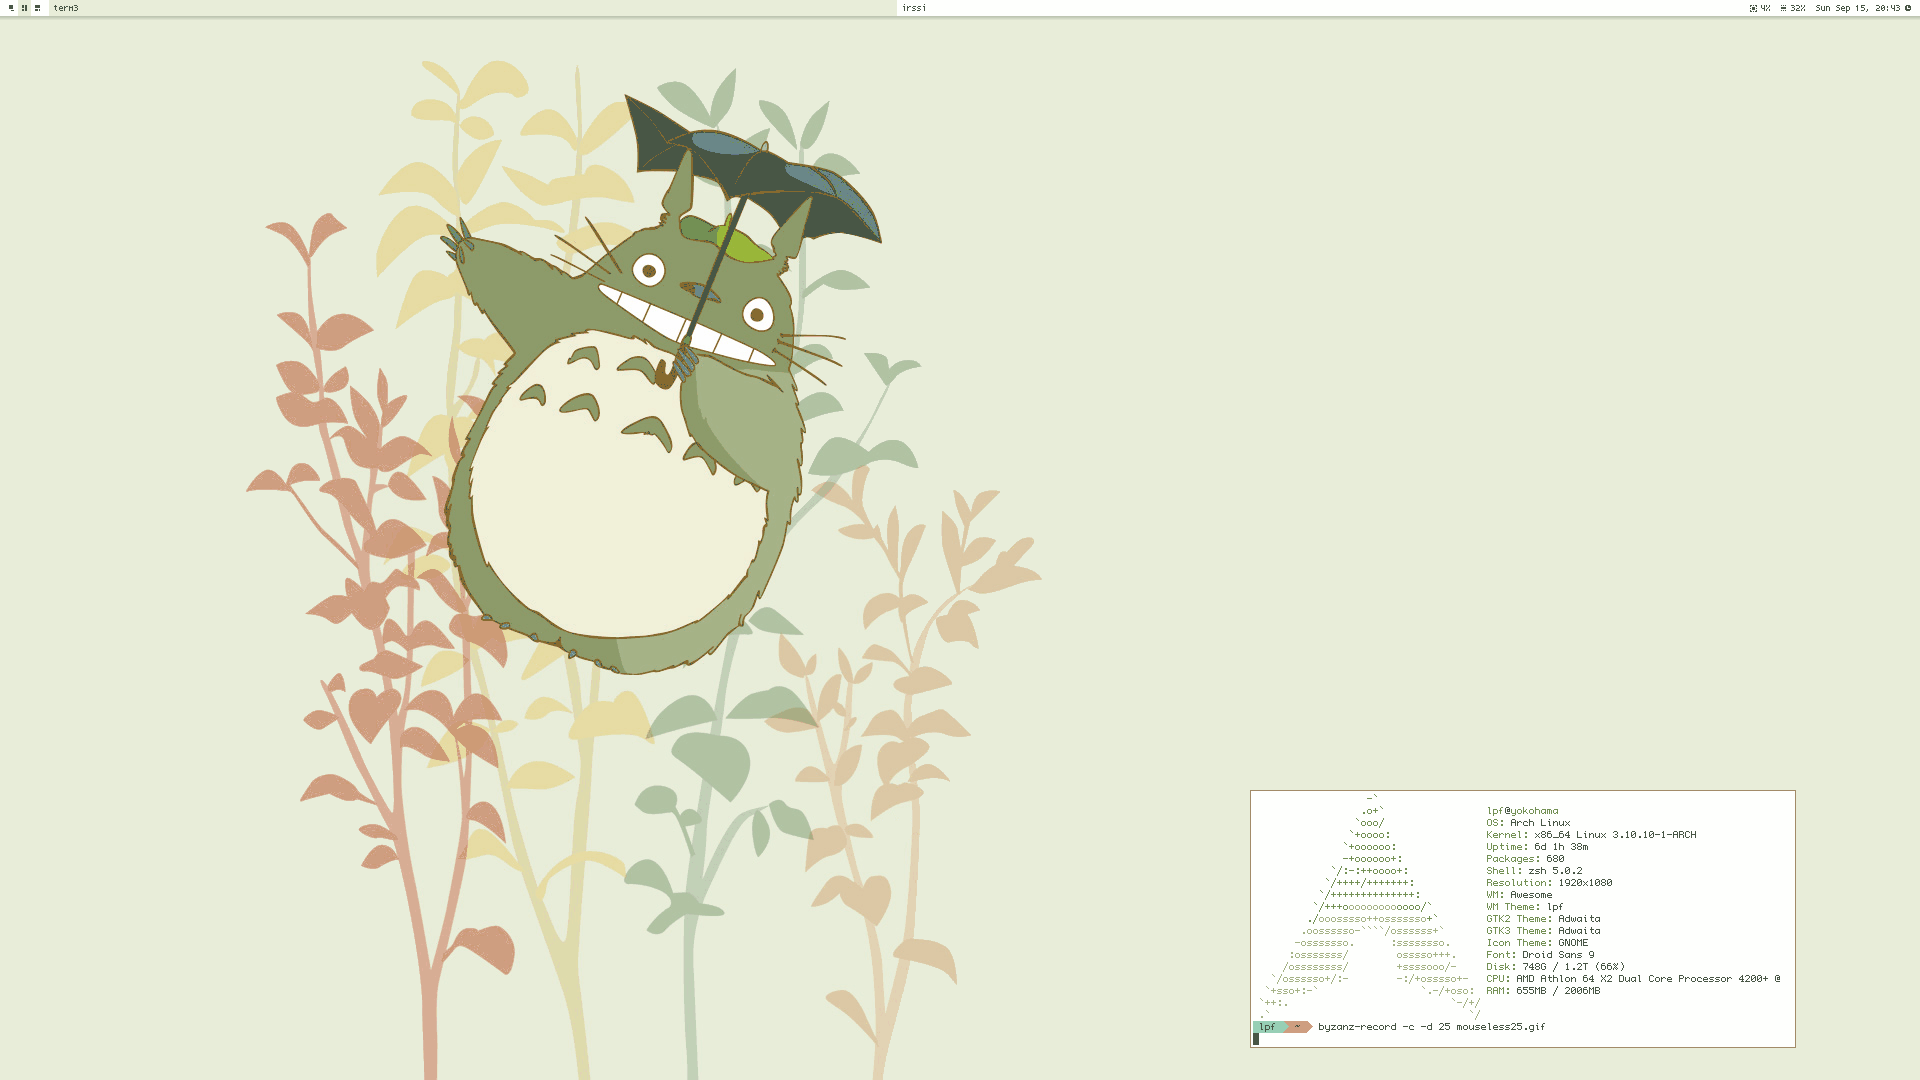 term3
irssi
4% 32% Sun Sep 15, 20:43
lpf@yokohama
OS: Arch Linux
Kernel: x86_64 Linux 3.10.10-1-ARCH
Uptime: 6d 1h 38m
Packages: 680
Shell: zsh 5.0.2
Resolution: 1920x1080
WM: Awesome
WM Theme: lpf
GTK2 Theme: Adwaita
GTK3 Theme: Adwaita
Icon Theme: GNOME
Font: Droid Sans 9
Disk: 748G / 1.2T (66%)
CPU: AMD Athlon 64 X2 Dual Core Processor 4200+ @
RAM: 655MB / 2006MB
lpf ~ byzanz-record -c -d 25 mouseless25.gif